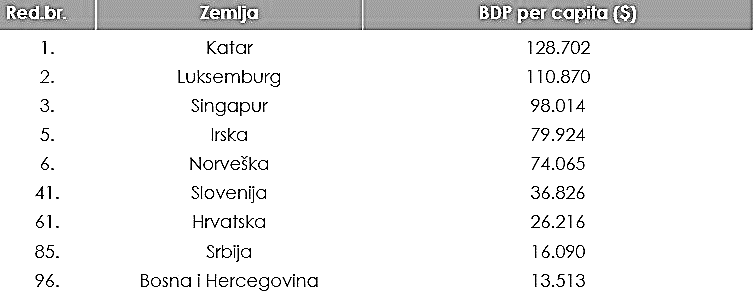 Red.br. Zemlja BDP per capita ($)
1. Katar 128.702
2. Luksemburg 110.870
3. Singapur 98.014
5. Irska 79.924
6. Norveška 74.065
41. Slovenija 36.826
61. Hrvatska 26.216
85. Srbija 16.090
96. Bosna i Hercegovina 13.513